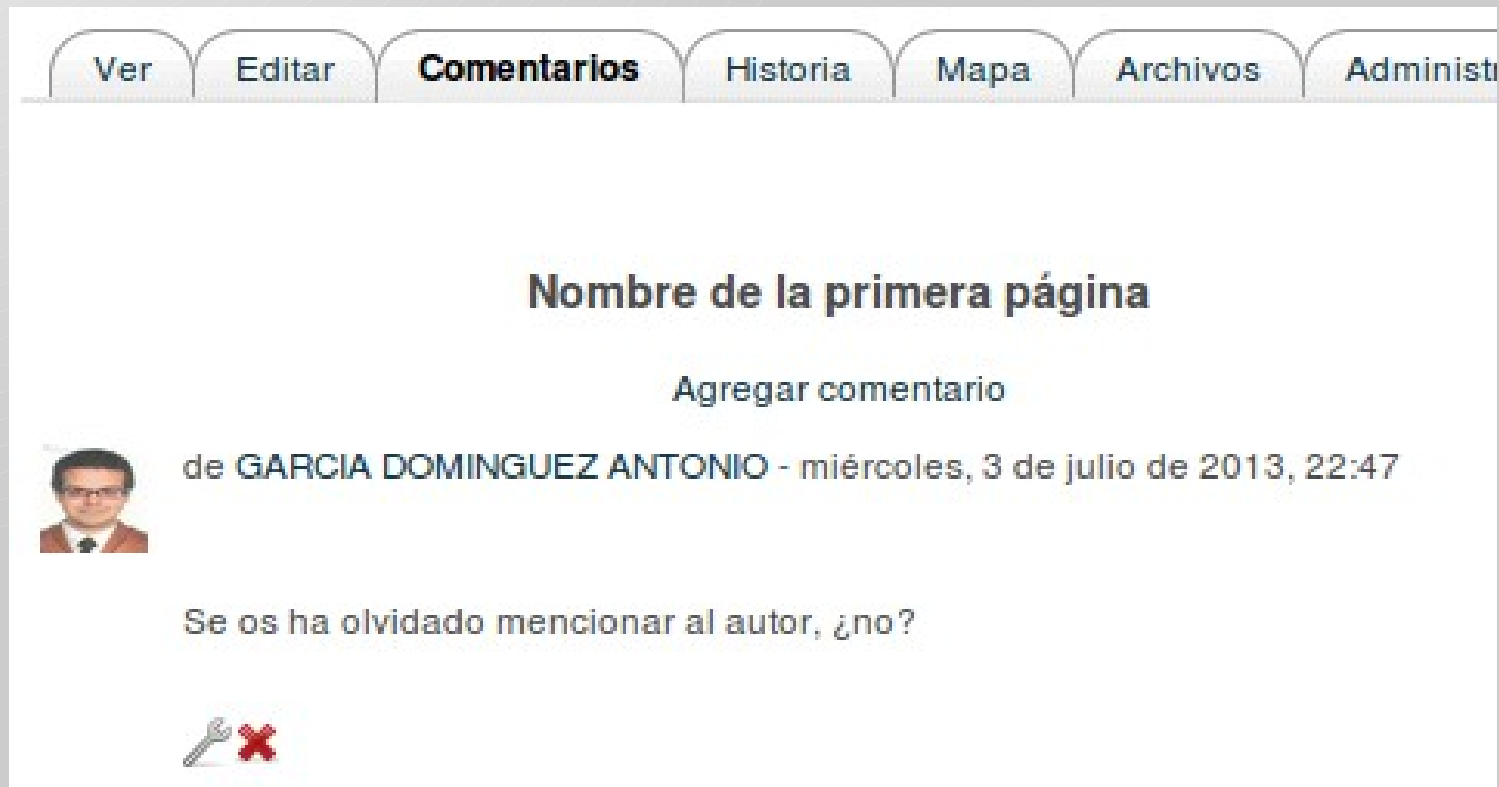 Ver Editar Comentarios Historia Mapa Archivos Administr
Nombre de la primera página
Agregar comentario
de GARCIA DOMINGUEZ ANTONIO - miércoles, 3 de julio de 2013, 22:47
Se os ha olvidado mencionar al autor, ¿no?